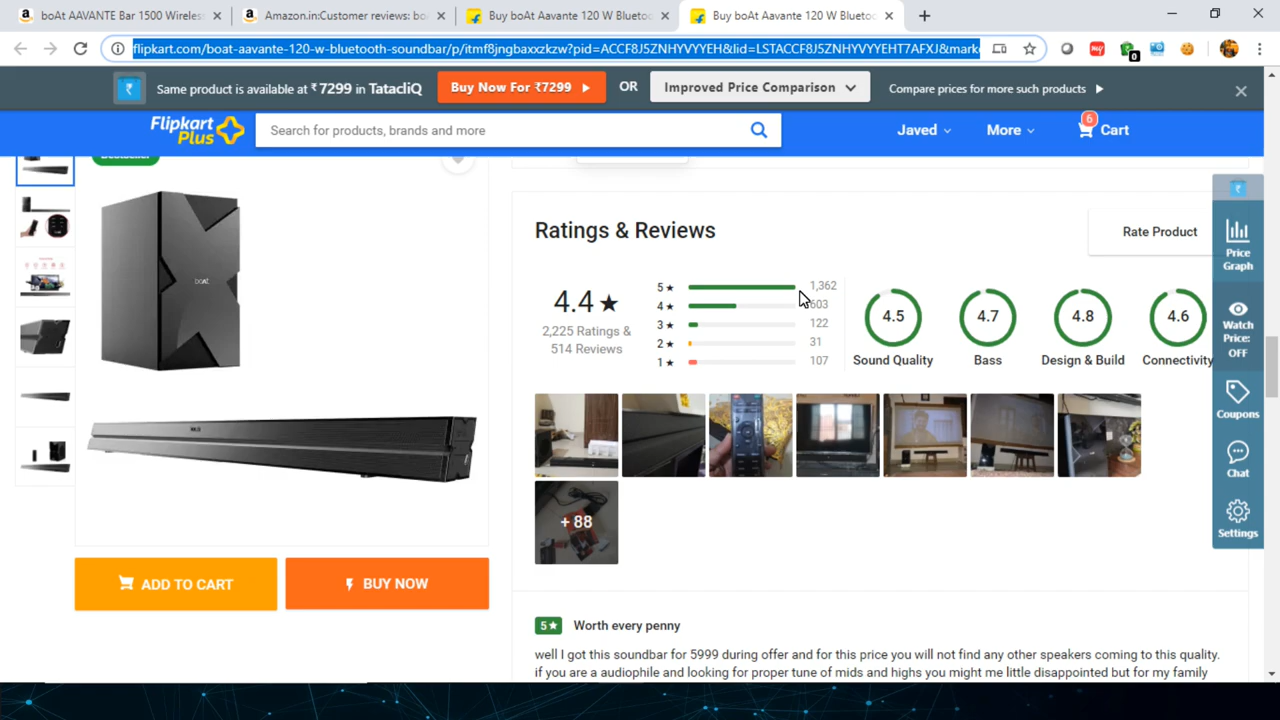 boAt AAVANTE Bar 1500 Wireless
Amazon.in:Customer reviews: bo
Buy boAt Aavante 120 W Bluetoo
Buy boAt Aavante 120 W Bluetoo
flipkart.com/boat-aavante-120-w-bluetooth-soundbar/p/itmf8jngbaxxzkzw?pid=ACCF8J5ZNHYVYYEH&lid=LSTACCF8J5ZNHYVYYEHT7AFXJ&mark
0
Same product is available at ₹7299 in TatacliQ
Buy Now For ₹7299
OR
Improved Price Comparison
Compare prices for more such products
Flipkart
Plus
Search for products, brands and more
Javed
More
6
Cart
Bestseller
boAt
Ratings & Reviews
Rate Product
4.4 ★
2,225 Ratings &
514 Reviews
5 ★ 1,362
4 ★ 603
3 ★ 122
2 ★ 31
1 ★ 107
4.5
Sound Quality
4.7
Bass
4.8
Design & Build
4.6
Connectivity
+ 88
ADD TO CART
BUY NOW
5 ★ Worth every penny
well I got this soundbar for 5999 during offer and for this price you will not find any other speakers coming to this quality.
if you are a audiophile and looking for proper tune of mids and highs you might me little disappointed but for my family
Price
Graph
Watch
Price:
OFF
Coupons
Chat
Settings